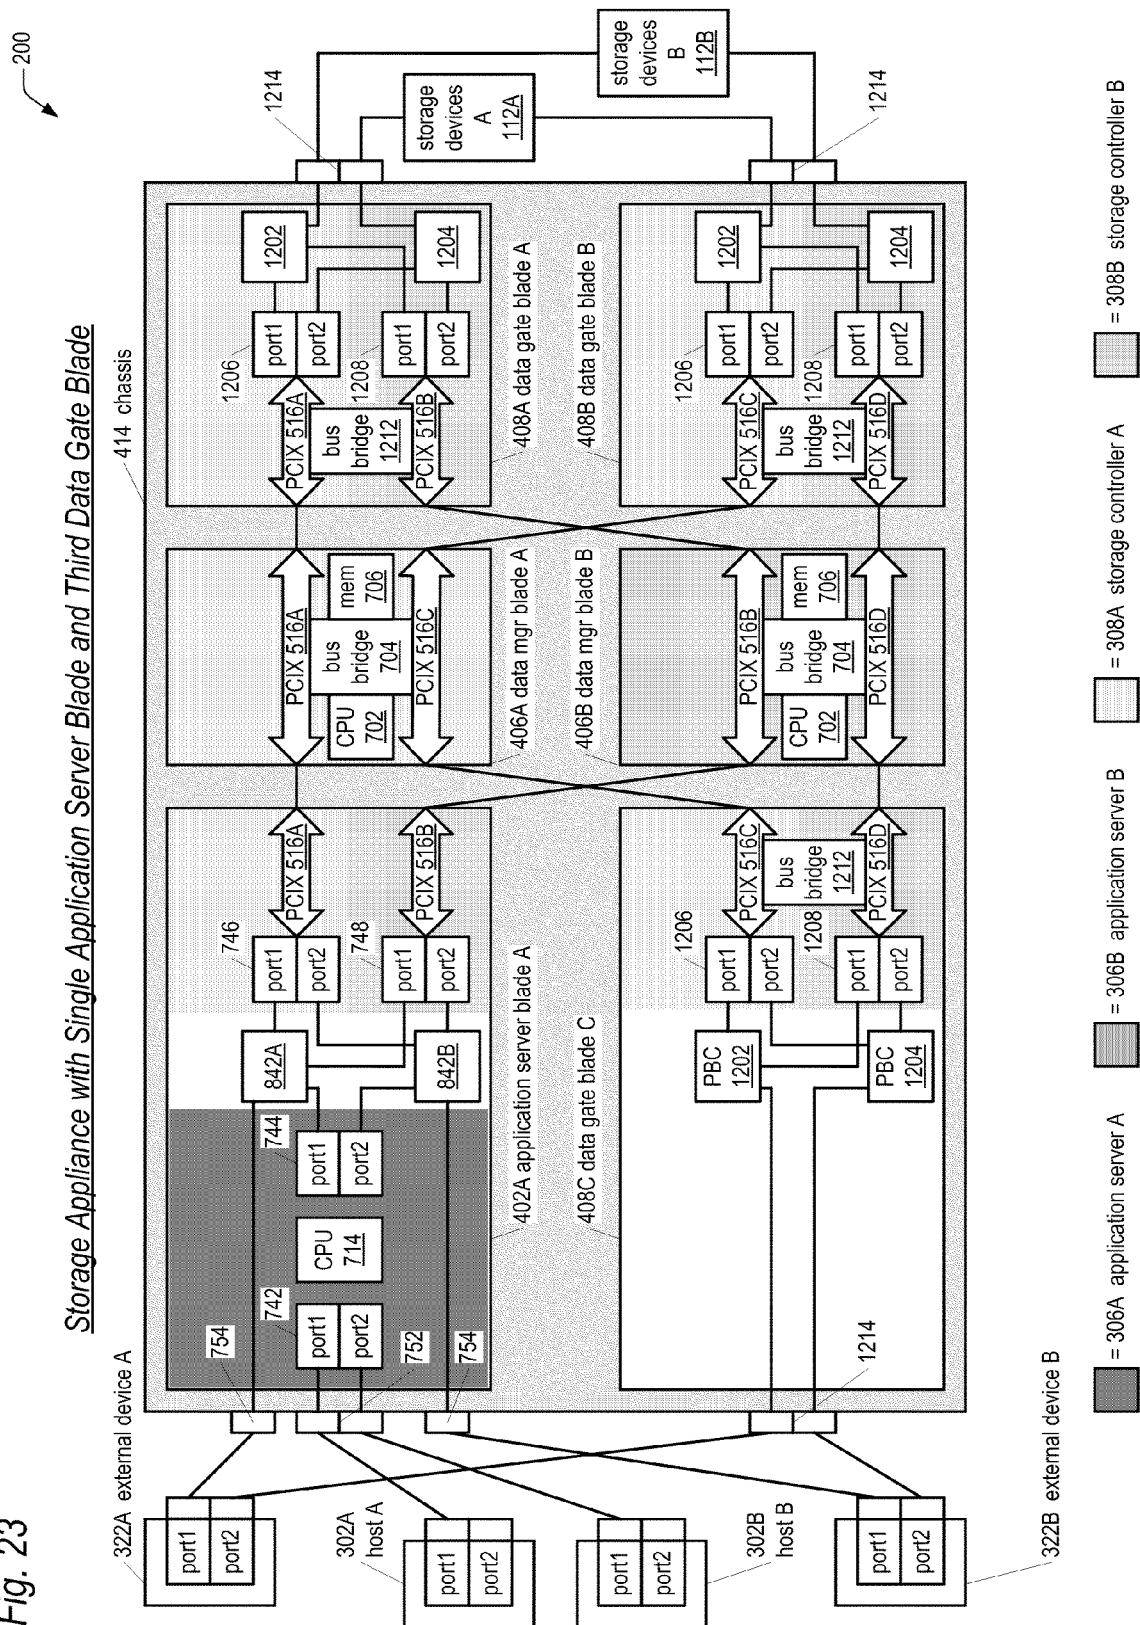 Fig. 23
Storage Appliance with Single Application Server Blade and Third Data Gate Blade
200
414 chassis
322A external device A
port1
port2
302A
host A
port1
port2
302B
host B
port1
port2
322B external device B
port1
port2
754
752
754
1214
742
port1
port2
CPU
714
744
port1
port2
842A
842B
746
port1
port2
748
port1
port2
PCIX 516A
PCIX 516B
402A application server blade A
408C data gate blade C
PBC
1202
PBC
1204
1206
port1
port2
1208
port1
port2
PCIX 516C
bus
bridge
1212
PCIX 516D
PCIX 516A
CPU
702
bus
bridge
704
mem
706
PCIX 516C
406A data mgr blade A
406B data mgr blade B
PCIX 516B
CPU
702
bus
bridge
704
mem
706
PCIX 516D
PCIX 516A
bus
bridge
1212
PCIX 516B
1206
port1
port2
1208
port1
port2
1202
1204
408A data gate blade A
408B data gate blade B
PCIX 516C
bus
bridge
1212
PCIX 516D
1206
port1
port2
1208
port1
port2
1202
1204
1214
1214
storage
devices
A
112A
storage
devices
B
112B
= 306A application server A
= 306B application server B
= 308A storage controller A
= 308B storage controller B